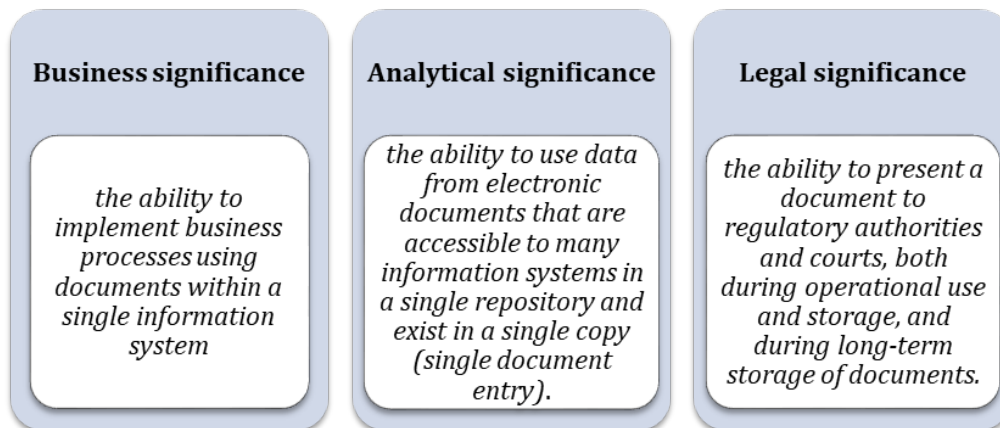 Business significance
the ability to
implement business
processes using
documents within a
single information
system
Analytical significance
the ability to use data
from electronic
documents that are
accessible to many
information systems in
a single repository and
exist in a single copy
(single document
entry).
Legal significance
the ability to present a
document to
regulatory authorities
and courts, both
during operational use
and storage, and
during long-term
storage of documents.